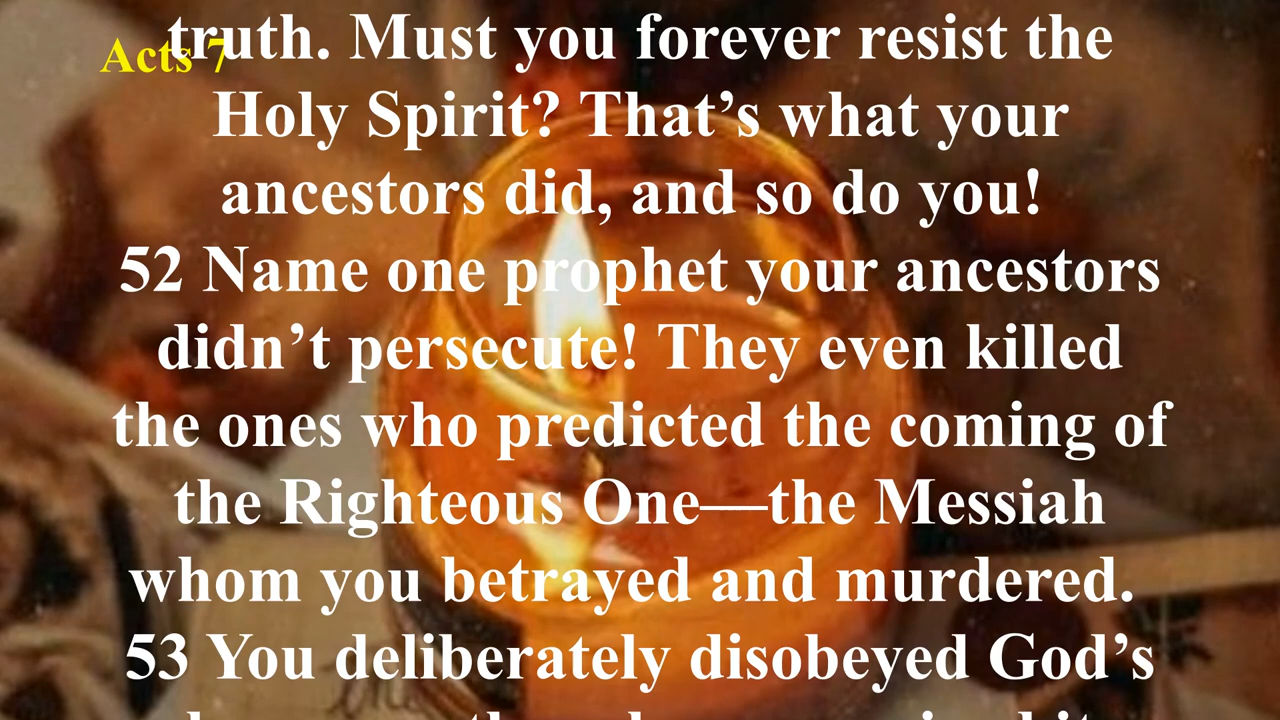 Acts 7
truth. Must you forever resist the
Holy Spirit? That’s what your
ancestors did, and so do you!
52 Name one prophet your ancestors
didn’t persecute! They even killed
the ones who predicted the coming of
the Righteous One—the Messiah
whom you betrayed and murdered.
53 You deliberately disobeyed God’s